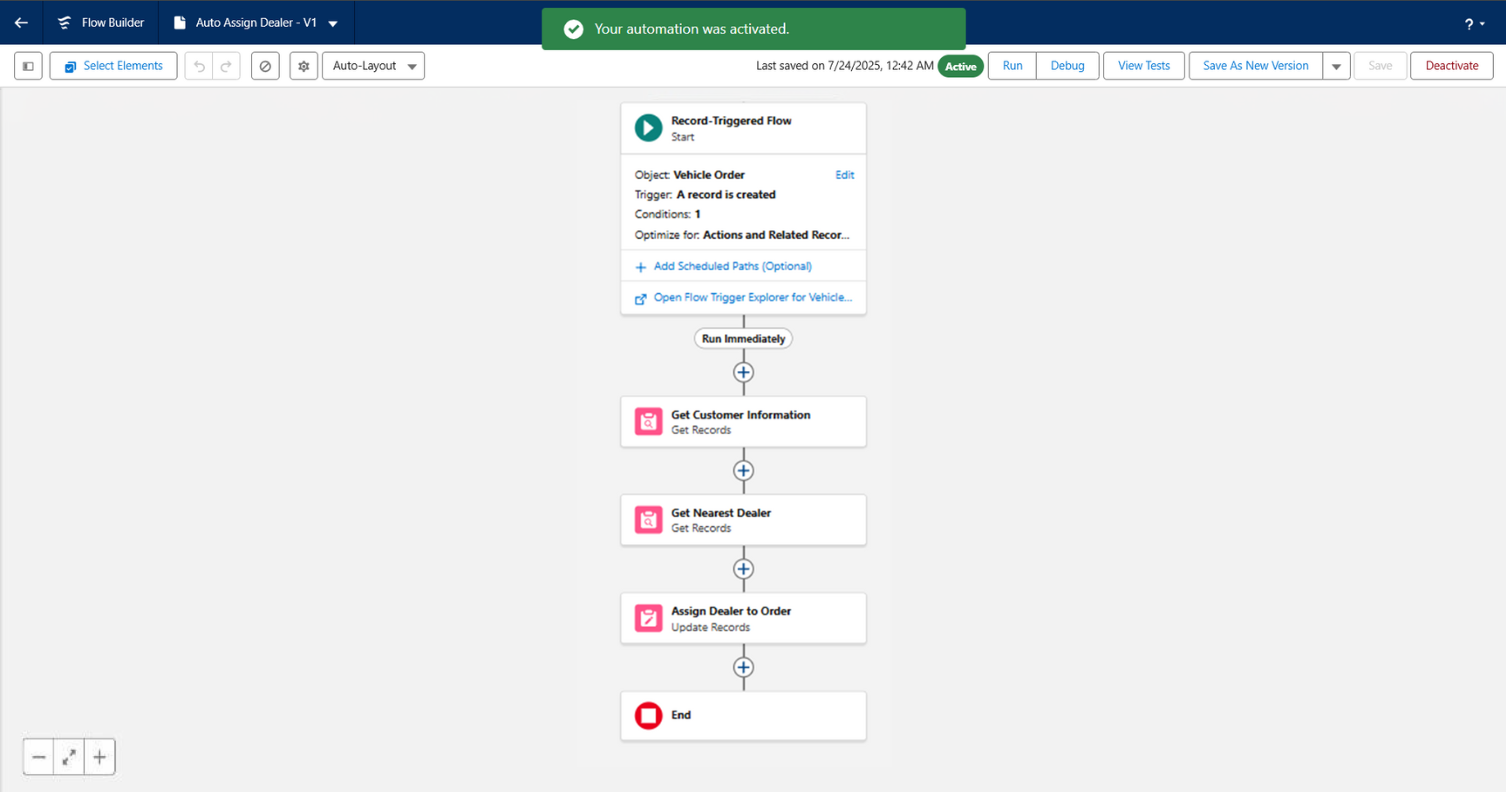 Flow Builder
Auto Assign Dealer - V1
Your automation was activated.
?
Select Elements
Auto-Layout
Last saved on 7/24/2025, 12:42 AM
Active
Run
Debug
View Tests
Save As New Version
Save
Deactivate
Record-Triggered Flow
Start
Object: Vehicle Order
Edit
Trigger: A record is created
Conditions: 1
Optimize for: Actions and Related Recor...
Add Scheduled Paths (Optional)
Open Flow Trigger Explorer for Vehicle...
Run Immediately
Get Customer Information
Get Records
Get Nearest Dealer
Get Records
Assign Dealer to Order
Update Records
End